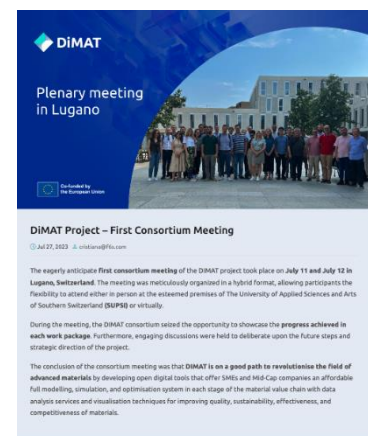 DiMAT
Plenary meeting
in Lugano
Co-funded by
the European Union
DiMAT Project – First Consortium Meeting
Jul 27, 2023 cristiano@f6s.com
The eagerly anticipate first consortium meeting of the DiMAT project took place on July 11 and July 12 in
Lugano, Switzerland. The meeting was meticulously organized in a hybrid format, allowing participants the
flexibility to attend either in person at the esteemed premises of The University of Applied Sciences and Arts
of Southern Switzerland (SUPSI) or virtually.
During the meeting, the DiMAT consortium seized the opportunity to showcase the progress achieved in
each work package. Furthermore, engaging discussions were held to deliberate upon the future steps and
strategic direction of the project.
The conclusion of the consortium meeting was that DiMAT is on a good path to revolutionise the field of
advanced materials by developing open digital tools that offer SMEs and Mid-Cap companies an affordable
full modelling, simulation, and optimisation system in each stage of the material value chain with data
analysis services and visualisation techniques for improving quality, sustainability, effectiveness, and
competitiveness of materials.